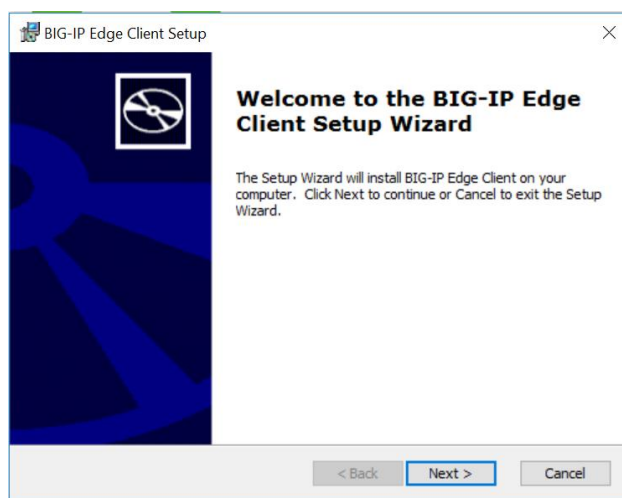 BIG-IP Edge Client Setup
Welcome to the BIG-IP Edge
Client Setup Wizard
The Setup Wizard will install BIG-IP Edge Client on your
computer. Click Next to continue or Cancel to exit the Setup
Wizard.
< Back Next > Cancel